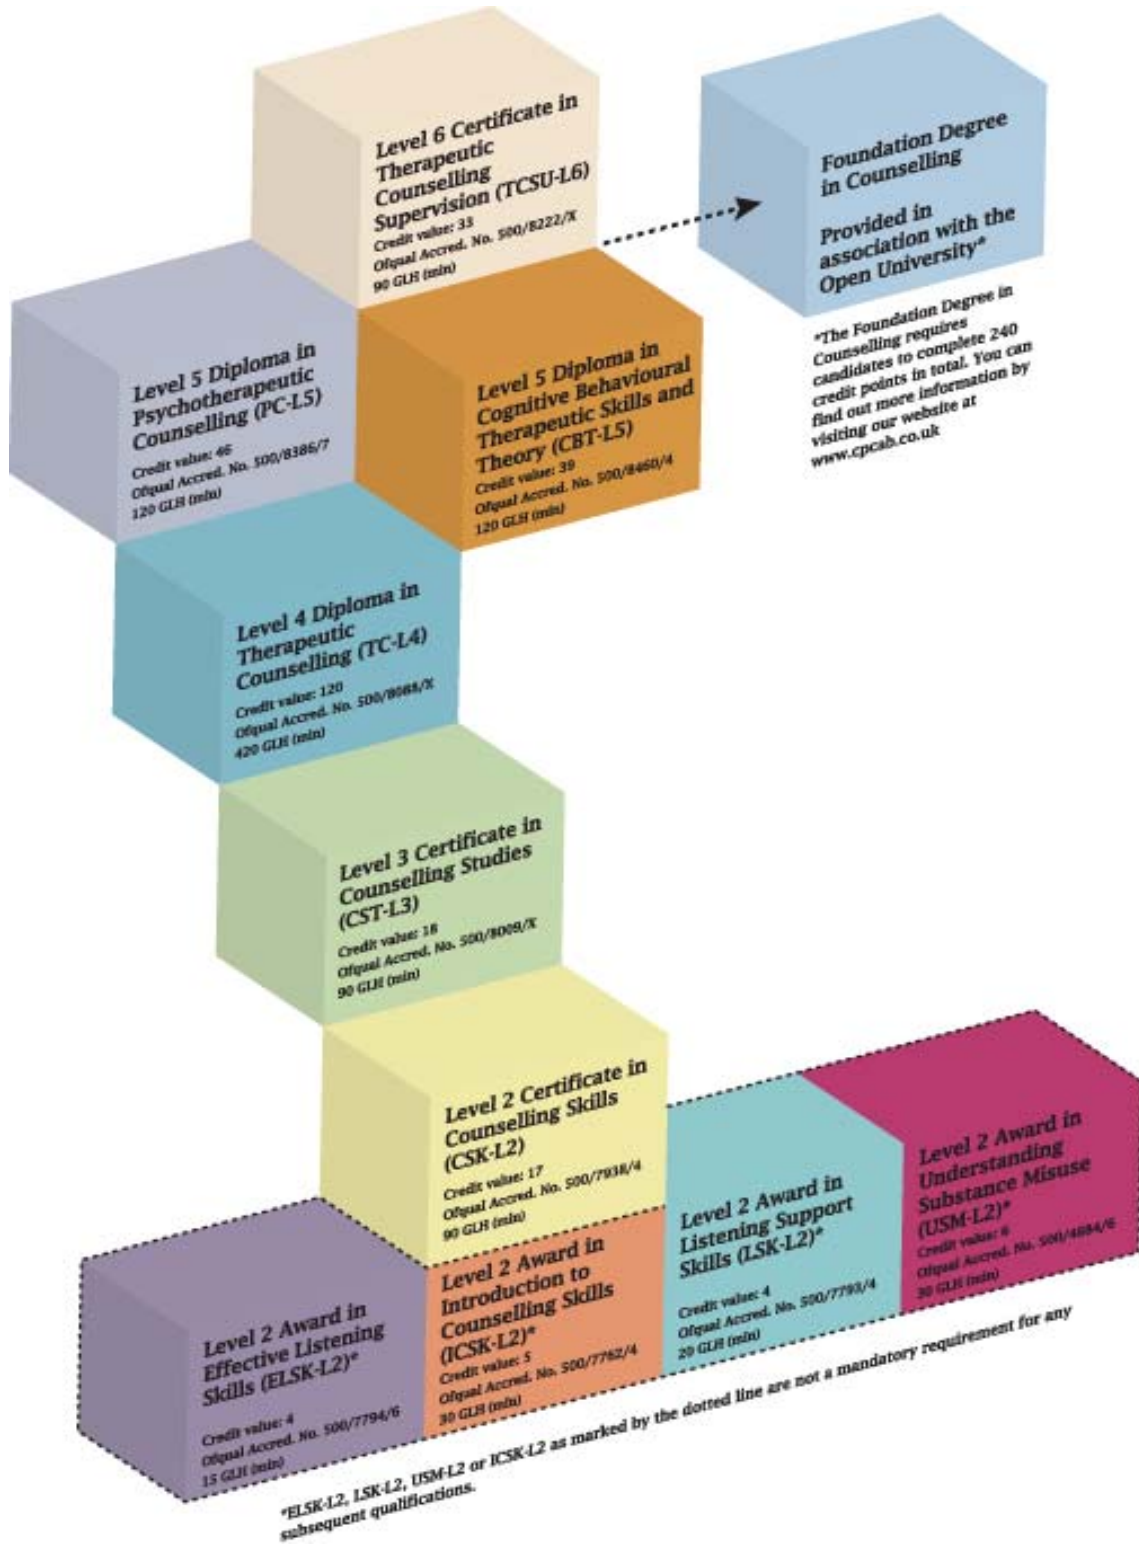 Level 6 Certificate in
Therapeutic
Counselling
Supervision (TCSU-L6)
Credit value: 33
Ofqual Accred. No. 500/8222/X
90 GLH (min)
Foundation Degree
in Counselling
Provided in
association with the
Open University*
*The Foundation Degree in
Counselling requires
candidates to complete 240
credit points in total. You can
find out more information by
visiting our website at
www.cpcab.co.uk
Level 5 Diploma in
Psychotherapeutic
Counselling (PC-L5)
Credit value: 46
Ofqual Accred. No. 500/8386/7
120 GLH (min)
Level 5 Diploma in
Cognitive Behavioural
Therapeutic Skills and
Theory (CBT-L5)
Credit value: 39
Ofqual Accred. No. 500/8460/4
120 GLH (min)
Level 4 Diploma in
Therapeutic
Counselling (TC-L4)
Credit value: 120
Ofqual Accred. No. 500/8088/X
420 GLH (min)
Level 3 Certificate in
Counselling Studies
(CST-L3)
Credit value: 18
Ofqual Accred. No. 500/8009/X
90 GLH (min)
Level 2 Certificate in
Counselling Skills
(CSK-L2)
Credit value: 17
Ofqual Accred. No. 500/7938/4
90 GLH (min)
Level 2 Award in
Effective Listening
Skills (ELSK-L2)*
Credit value: 4
Ofqual Accred. No. 500/7794/6
15 GLH (min)
Level 2 Award in
Introduction to
Counselling Skills
(ICSK-L2)*
Credit value: 5
Ofqual Accred. No. 500/7762/4
30 GLH (min)
Level 2 Award in
Listening Support
Skills (LSK-L2)*
Credit value: 4
Ofqual Accred. No. 500/7793/4
20 GLH (min)
Level 2 Award in
Understanding
Substance Misuse
(USM-L2)*
Credit value: 6
Ofqual Accred. No. 500/4884/6
30 GLH (min)
*ELSK-L2, LSK-L2, USM-L2 or ICSK-L2 as marked by the dotted line are not a mandatory requirement for any
subsequent qualifications.